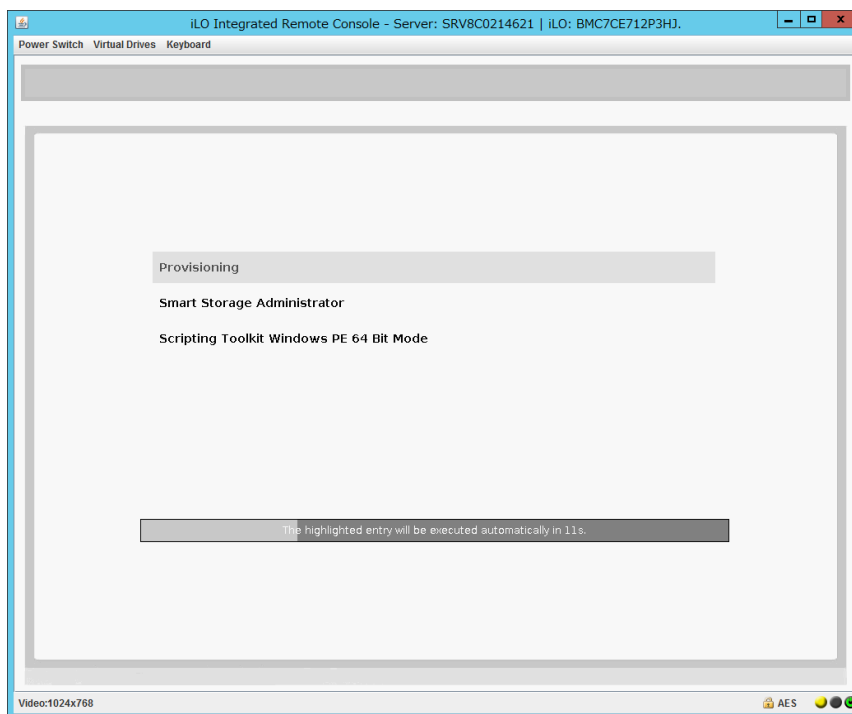 iLO Integrated Remote Console - Server: SRV8C0214621 | iLO: BMC7CE712P3HJ.
Power Switch Virtual Drives Keyboard
Provisioning
Smart Storage Administrator
Scripting Toolkit Windows PE 64 Bit Mode
The highlighted entry will be executed automatically in 11s.
Video:1024x768 AES